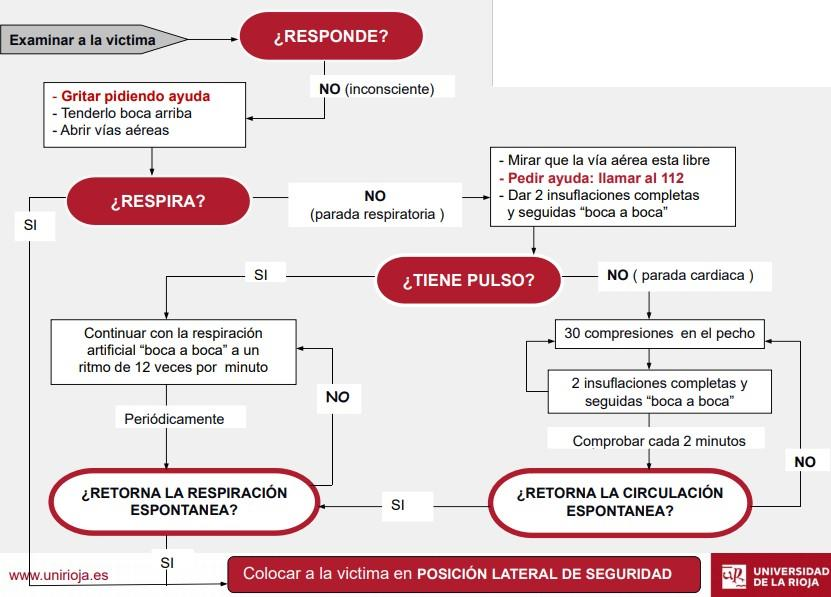 Examinar a la victima
¿RESPONDE?
NO (inconsciente)
- Gritar pidiendo ayuda
- Tenderlo boca arriba
- Abrir vías aéreas
¿RESPIRA?
SI
NO
(parada respiratoria )
- Mirar que la vía aérea esta libre
- Pedir ayuda: llamar al 112
- Dar 2 insuflaciones completas
y seguidas “boca a boca”
¿TIENE PULSO?
SI
NO ( parada cardiaca )
Continuar con la respiración
artificial “boca a boca” a un
ritmo de 12 veces por minuto
30 compresiones en el pecho
2 insuflaciones completas y
seguidas “boca a boca”
NO
Periódicamente
Comprobar cada 2 minutos
NO
¿RETORNA LA RESPIRACIÓN
ESPONTANEA?
SI
¿RETORNA LA CIRCULACIÓN
ESPONTANEA?
SI
www.unirioja.es
Colocar a la victima en POSICIÓN LATERAL DE SEGURIDAD
UNIVERSIDAD
DE LA RIOJA